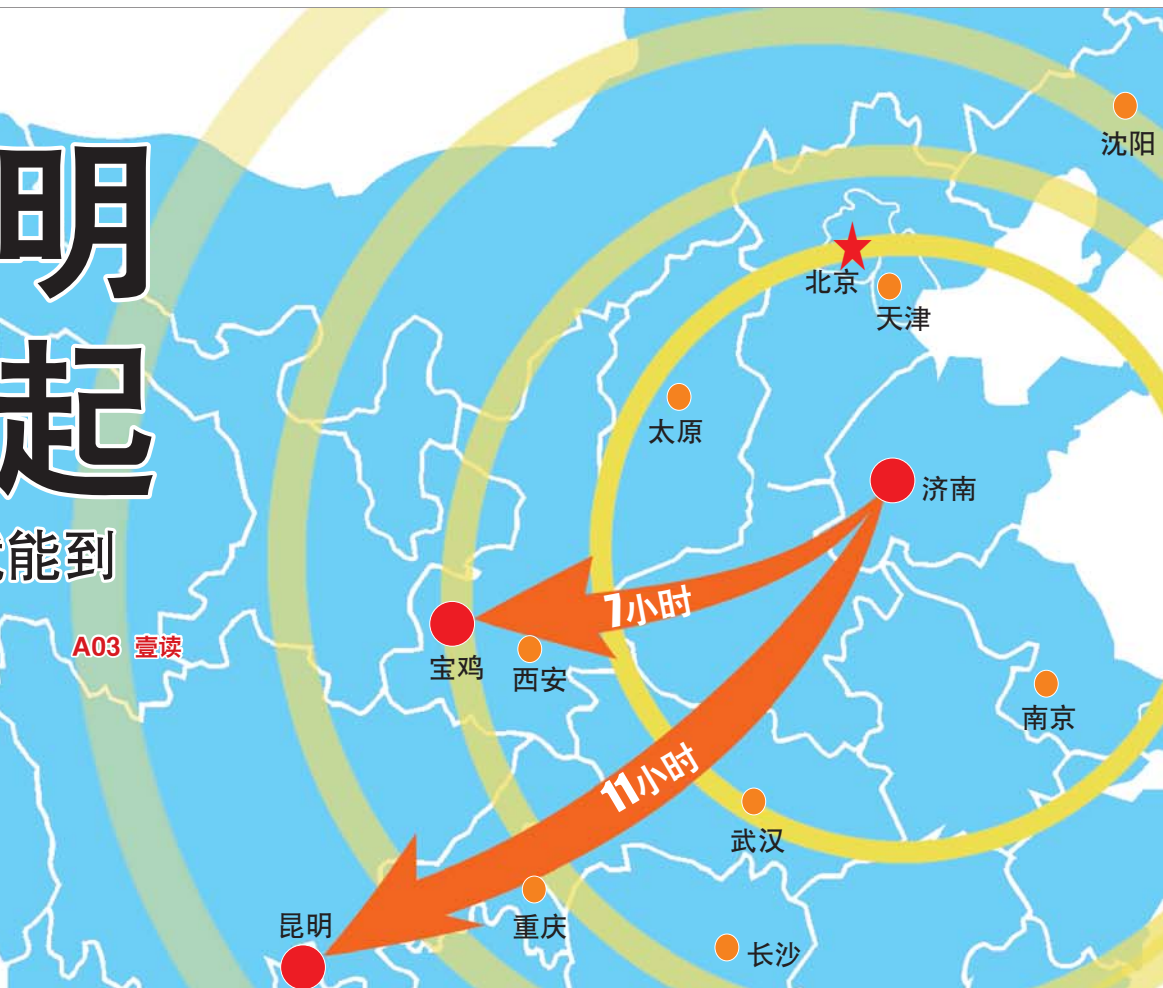 明
起
能到
A03 壹读
沈阳
北京
天津
太原
济南
7小时
宝鸡
西安
南京
11小时
武汉
昆明
重庆
长沙